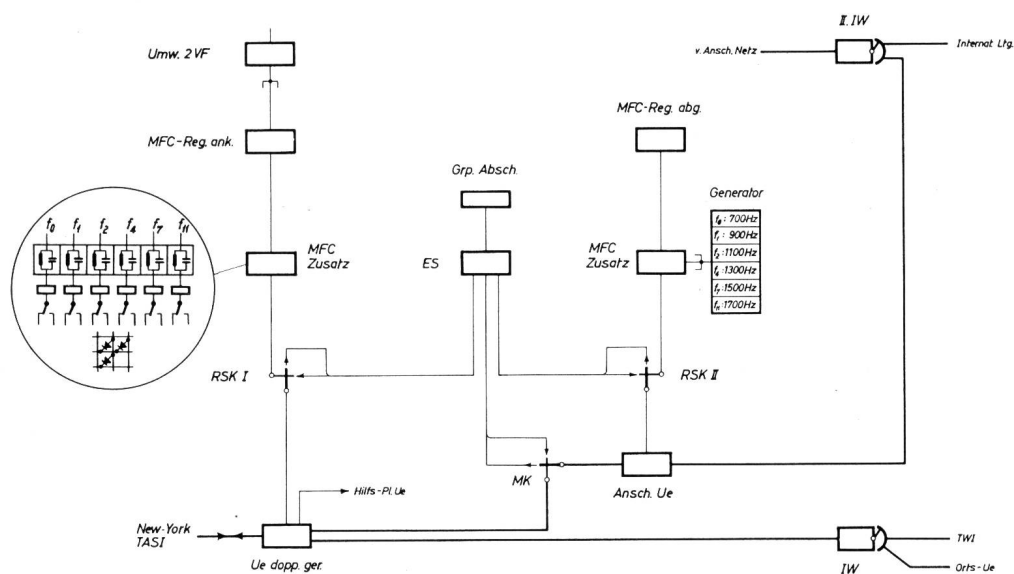 Umw. 2VF
II. IW
v. Ansch. Netz
Internat. Ltg.
MFC-Reg. ank.
MFC-Reg. abg.
Grp. Absch.
Generator
f0 f1 f2 f4 f7 f11
f0: 700Hz
f1: 900Hz
f2: 1100Hz
f4: 1300Hz
f7: 1500Hz
f11: 1700Hz
MFC
Zusatz
ES
MFC
Zusatz
RSK I
RSK II
MK
Ansch. Ue
Hilfs-Pl. Ue
New-York
TASI
Ue dopp. ger.
IW
TWI
Orts-Ue